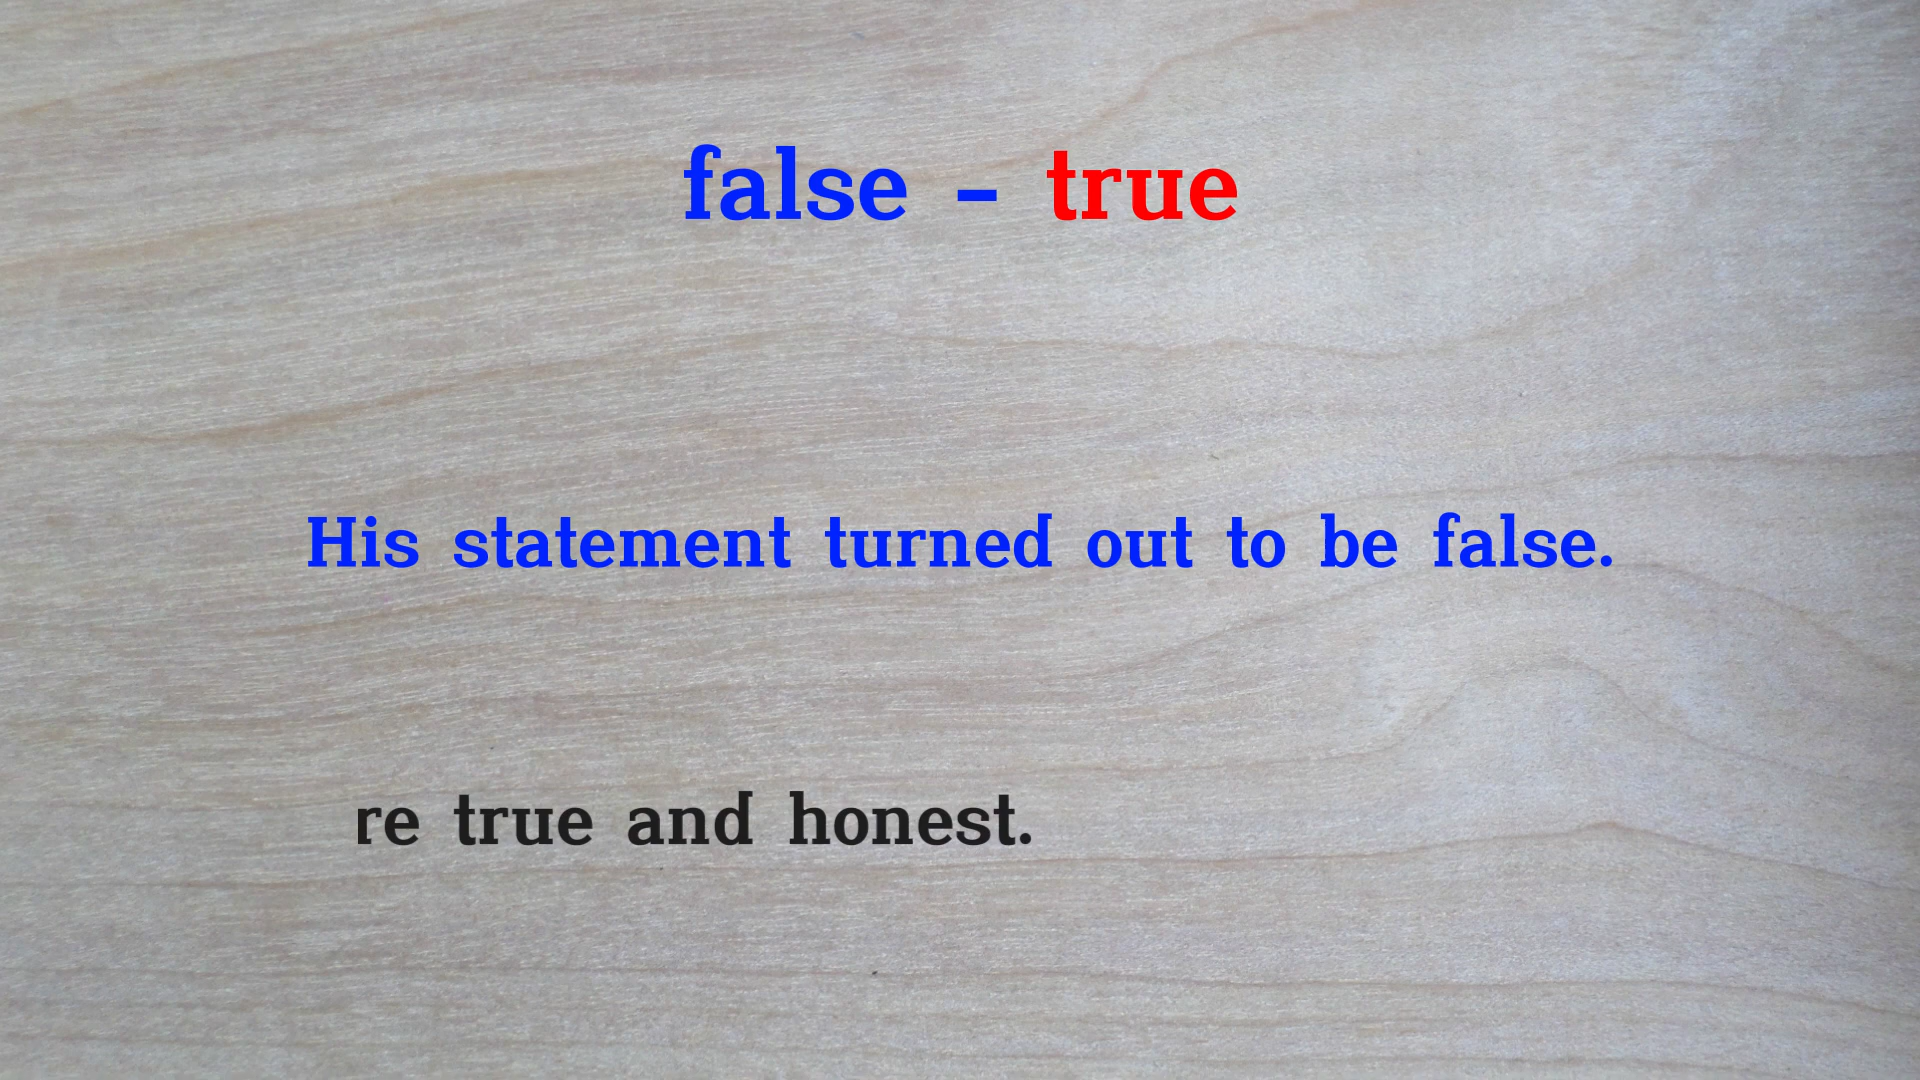 false - true
His statement turned out to be false.
re true and honest.